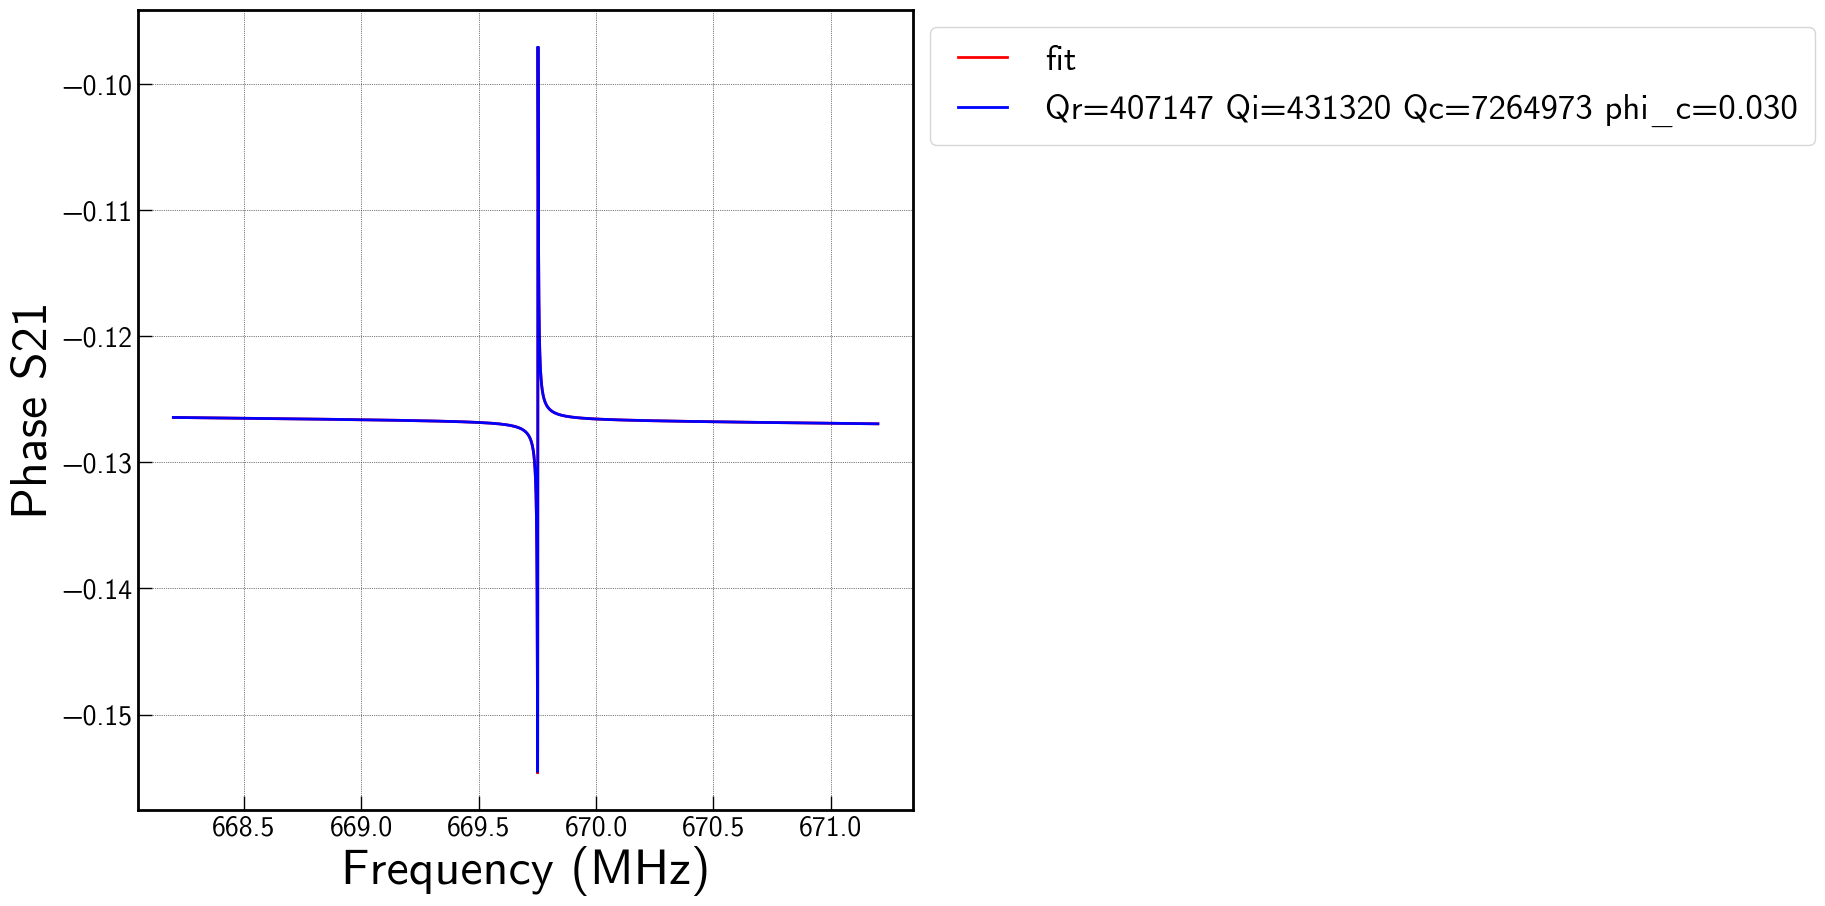 fit
Qr=407147 Qi=431320 Qc=7264973 phi_c=0.030
−0.10
−0.11
−0.12
−0.13
−0.14
−0.15
Phase S21
668.5 669.0 669.5 670.0 670.5 671.0
Frequency (MHz)